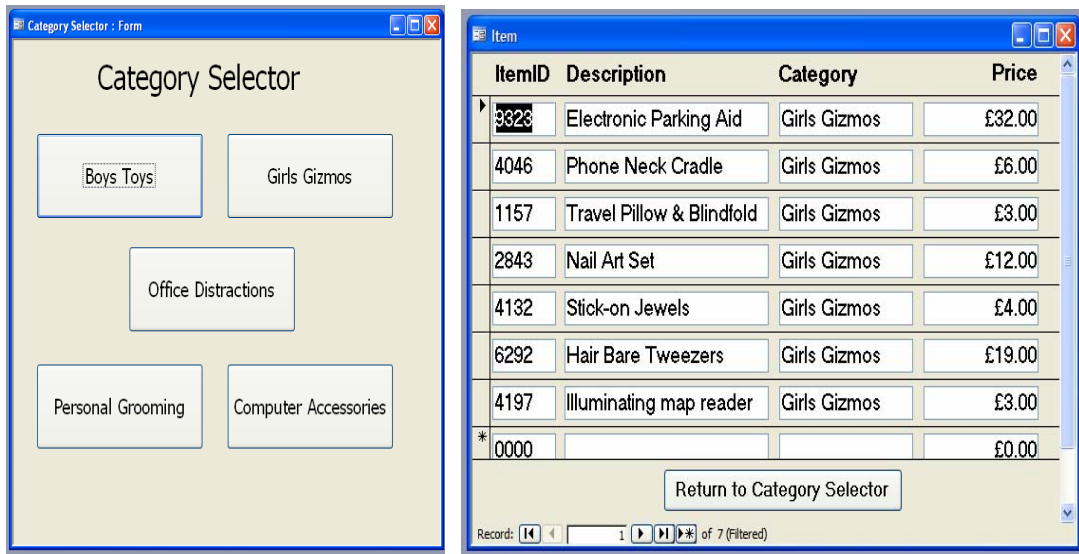 Category Selector : Form
Category Selector
Boys Toys
Girls Gizmos
Office Distractions
Personal Grooming
Computer Accessories
Item
ItemID Description Category Price
9323 Electronic Parking Aid Girls Gizmos £32.00
4046 Phone Neck Cradle Girls Gizmos £6.00
1157 Travel Pillow & Blindfold Girls Gizmos £3.00
2843 Nail Art Set Girls Gizmos £12.00
4132 Stick-on Jewels Girls Gizmos £4.00
6292 Hair Bare Tweezers Girls Gizmos £19.00
4197 Illuminating map reader Girls Gizmos £3.00
* 0000 £0.00
Return to Category Selector
Record: 1 of 7 (Filtered)